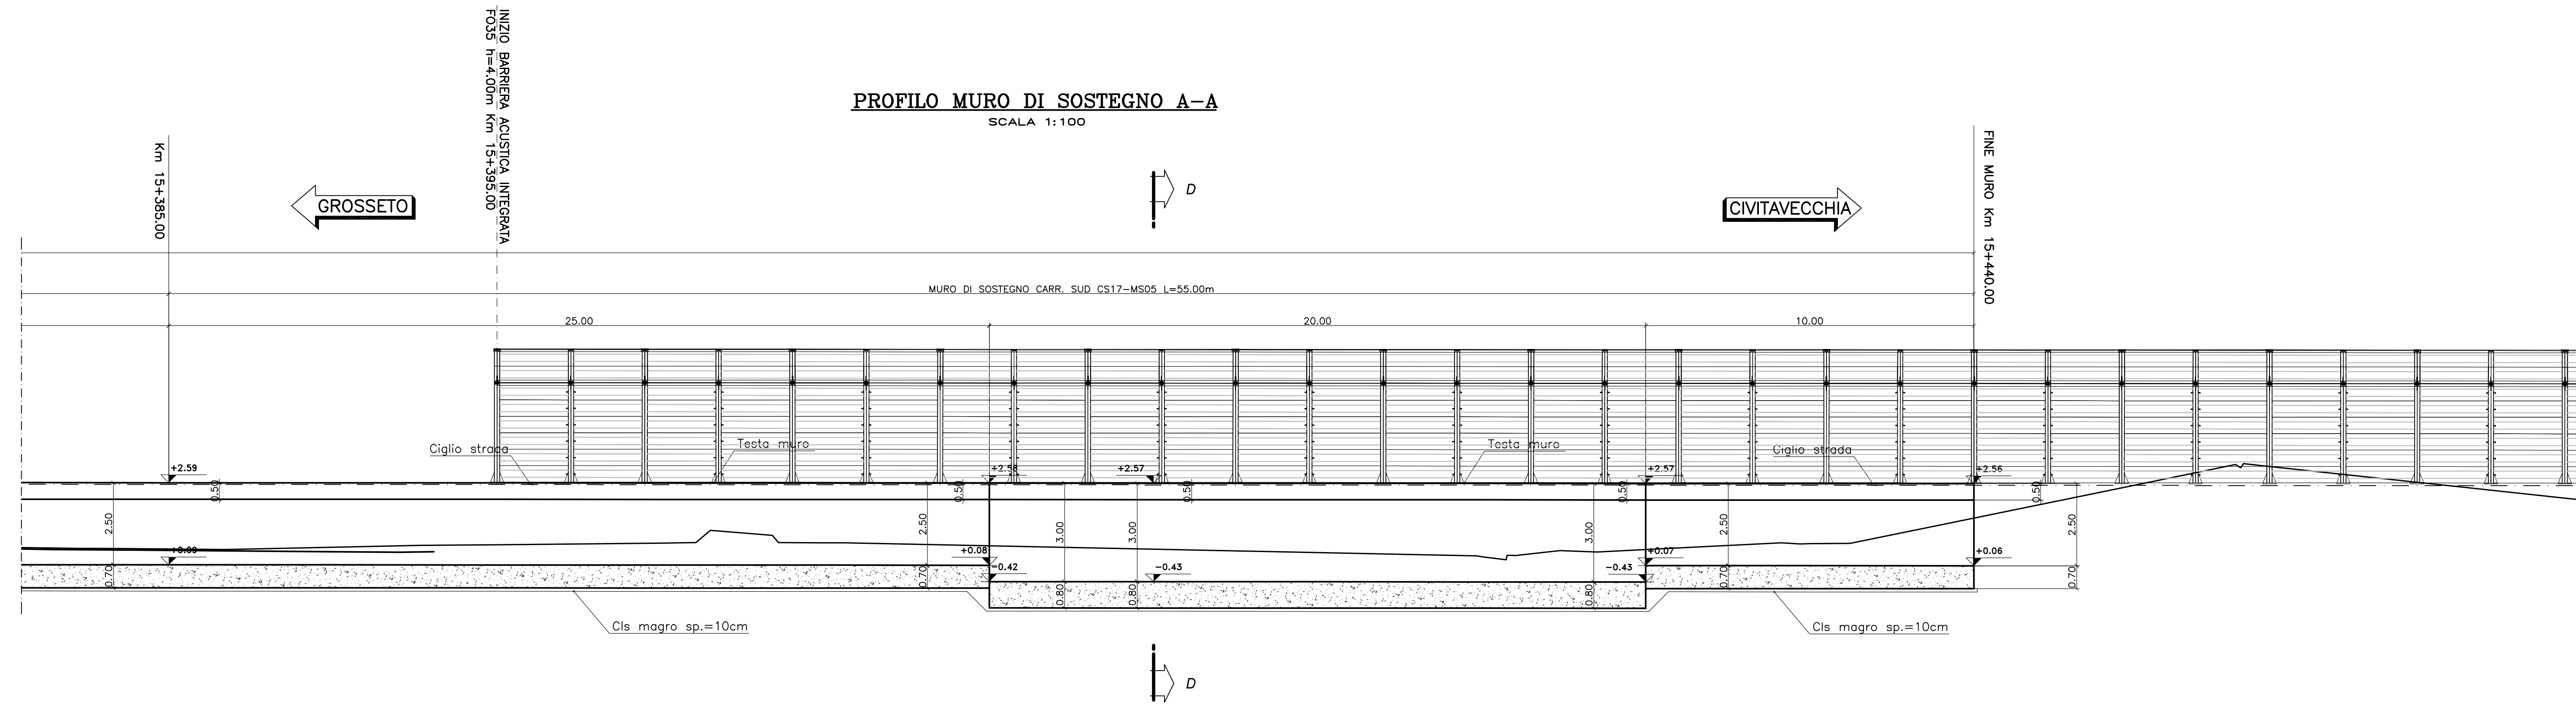 INIZIO BARRIERA ACUSTICA INTEGRATA
FO35 h=4.00m Km 15+395.00
PROFILO MURO DI SOSTEGNO A-A
SCALA 1:100
Km 15+385.00
FINE MURO Km 15+440.00
D
GROSSETO
CIVITAVECCHIA
MURO DI SOSTEGNO CARR. SUD CS17-MS05 L=55.00m
25.00
20.00
10.00
Ciglio strada
Testa muro
Testa muro
Ciglio strada
+2.59
+2.58
+2.57
+2.57
+2.56
0.50
0.50
0.50
0.50
0.50
2.50
2.50
3.00
3.00
3.00
2.50
2.50
+0.09
+0.08
+0.07
+0.06
-0.42
-0.43
-0.43
0.70
0.70
0.80
0.80
0.80
0.70
0.70
Cls magro sp.=10cm
Cls magro sp.=10cm
D